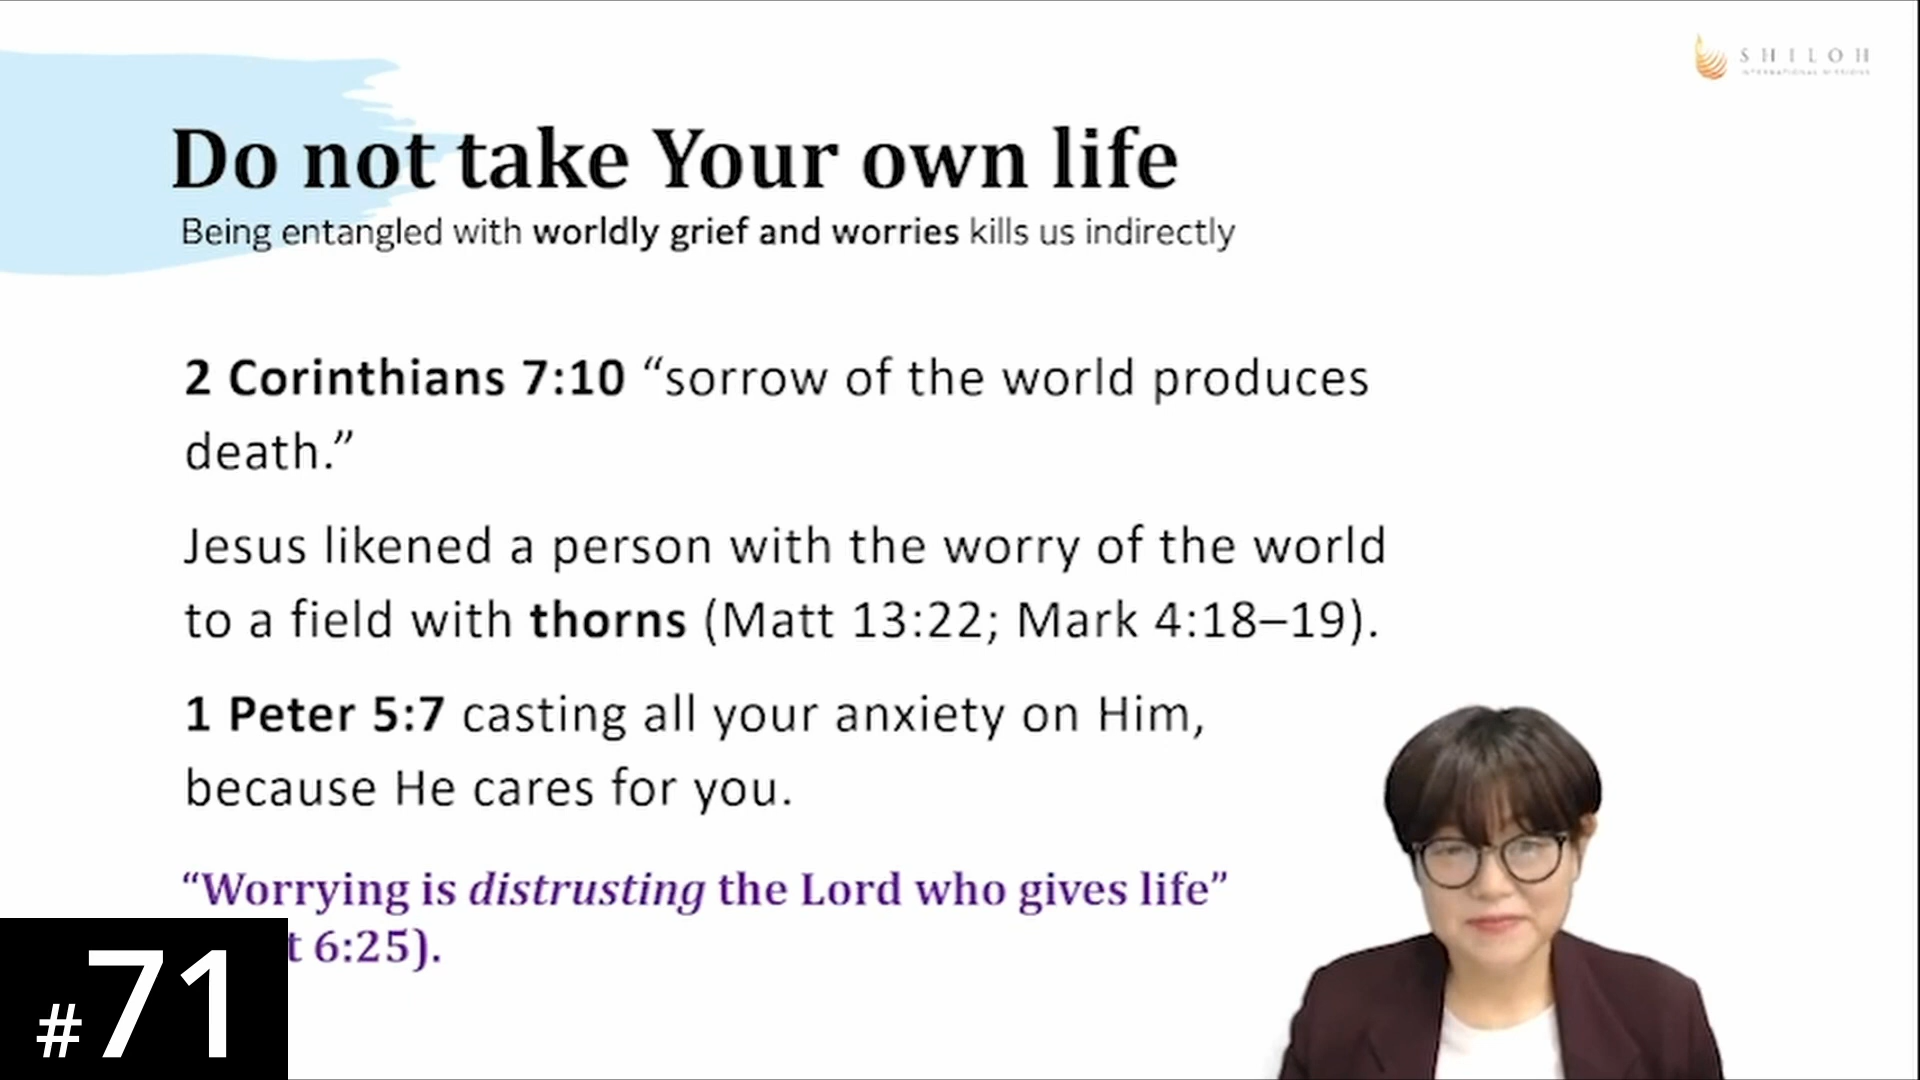 SHILOH
INTERNATIONAL MISSIONS
Do not take Your own life
Being entangled with worldly grief and worries kills us indirectly
2 Corinthians 7:10 “sorrow of the world produces
death.”
Jesus likened a person with the worry of the world
to a field with thorns (Matt 13:22; Mark 4:18–19).
1 Peter 5:7 casting all your anxiety on Him,
because He cares for you.
“Worrying is distrusting the Lord who gives life”
t 6:25).
#71